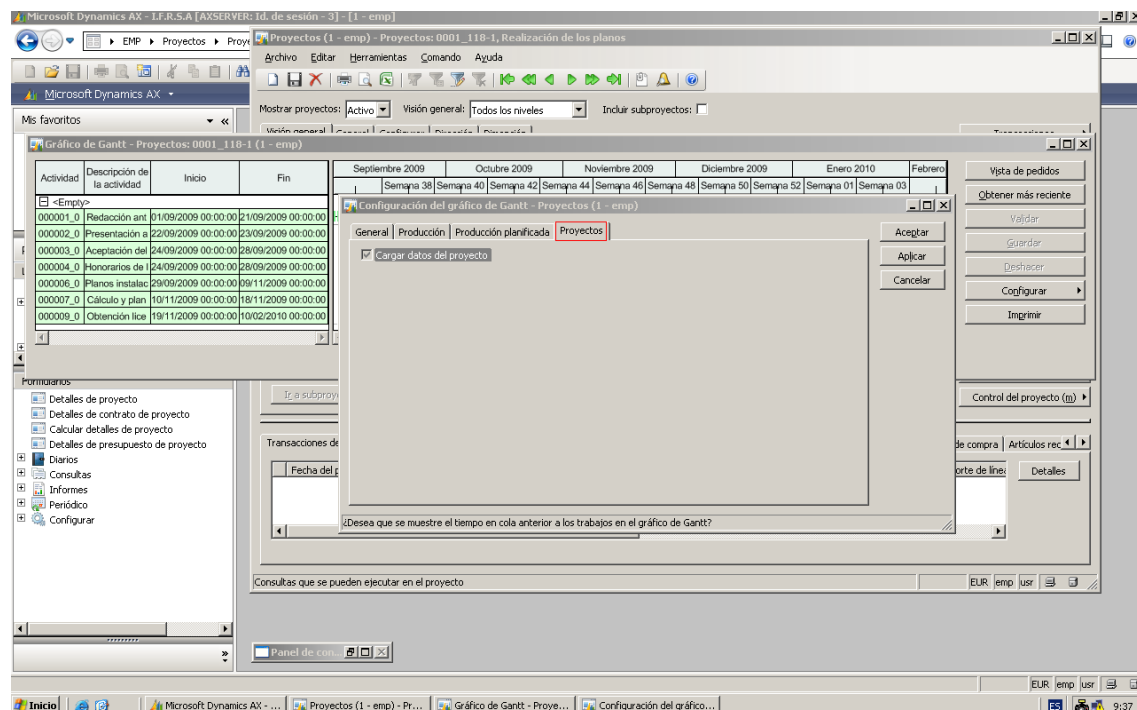 Microsoft Dynamics AX - I.F.R.S.A [AXSERVER: Id. de sesión - 3] - [1 - emp]
EMP Proyectos
Microsoft Dynamics AX
Mis favoritos
Proyectos (1 - emp) - Proyectos: 0001_118-1, Realización de los planos
Archivo Editar Herramientas Comando Ayuda
Mostrar proyectos: Activo Visión general: Todos los niveles Incluir subproyectos:
Visión general General Configurar Dirección Dimensión
Gráfico de Gantt - Proyectos: 0001_118-1 (1 - emp)
Actividad Descripción de la actividad Inicio Fin
Septiembre 2009 Octubre 2009 Noviembre 2009 Diciembre 2009 Enero 2010 Febrero
Semana 38 Semana 40 Semana 42 Semana 44 Semana 46 Semana 48 Semana 50 Semana 52 Semana 01 Semana 03
<Empty>
000001_0 Redacción ant 01/09/2009 00:00:00 21/09/2009 00:00:00
000002_0 Presentación a 22/09/2009 00:00:00 23/09/2009 00:00:00
000003_0 Aceptación del 24/09/2009 00:00:00 28/09/2009 00:00:00
000004_0 Honorarios de l 24/09/2009 00:00:00 28/09/2009 00:00:00
000006_0 Planos instalac 29/09/2009 00:00:00 09/11/2009 00:00:00
000007_0 Cálculo y plan 10/11/2009 00:00:00 18/11/2009 00:00:00
000009_0 Obtención lice 19/11/2009 00:00:00 10/02/2010 00:00:00
Vista de pedidos
Obtener más reciente
Validar
Guardar
Deshacer
Configurar
Imprimir
Configuración del gráfico de Gantt - Proyectos (1 - emp)
General Producción Producción planificada Proyectos
Cargar datos del proyecto
Aceptar
Aplicar
Cancelar
¿Desea que se muestre el tiempo en cola anterior a los trabajos en el gráfico de Gantt?
Formularios
Detalles de proyecto
Detalles de contrato de proyecto
Calcular detalles de proyecto
Detalles de presupuesto de proyecto
Diarios
Consultas
Informes
Periódico
Configurar
Ir a subproy
Control del proyecto (m)
Transacciones de
de compra Artículos rec
Fecha del p
orte de línea
Detalles
Consultas que se pueden ejecutar en el proyecto
EUR emp usr
Panel de con...
EUR emp usr
Inicio Microsoft Dynamics AX - ... Proyectos (1 - emp) - Pr... Gráfico de Gantt - Proye... Configuración del gráfico... ES 9:37